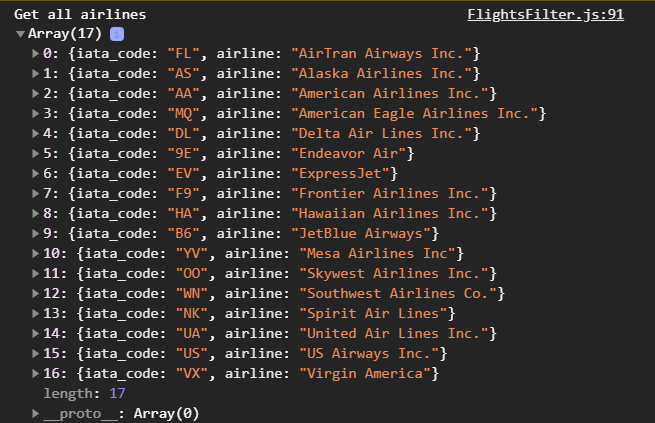 Get all airlines FlightsFilter.js:91
▼Array(17) i
▶0: {iata_code: "FL", airline: "AirTran Airways Inc."}
▶1: {iata_code: "AS", airline: "Alaska Airlines Inc."}
▶2: {iata_code: "AA", airline: "American Airlines Inc."}
▶3: {iata_code: "MQ", airline: "American Eagle Airlines Inc."}
▶4: {iata_code: "DL", airline: "Delta Air Lines Inc."}
▶5: {iata_code: "9E", airline: "Endeavor Air"}
▶6: {iata_code: "EV", airline: "ExpressJet"}
▶7: {iata_code: "F9", airline: "Frontier Airlines Inc."}
▶8: {iata_code: "HA", airline: "Hawaiian Airlines Inc."}
▶9: {iata_code: "B6", airline: "JetBlue Airways"}
▶10: {iata_code: "YV", airline: "Mesa Airlines Inc"}
▶11: {iata_code: "OO", airline: "Skywest Airlines Inc."}
▶12: {iata_code: "WN", airline: "Southwest Airlines Co."}
▶13: {iata_code: "NK", airline: "Spirit Air Lines"}
▶14: {iata_code: "UA", airline: "United Air Lines Inc."}
▶15: {iata_code: "US", airline: "US Airways Inc."}
▶16: {iata_code: "VX", airline: "Virgin America"}
length: 17
▶__proto__: Array(0)